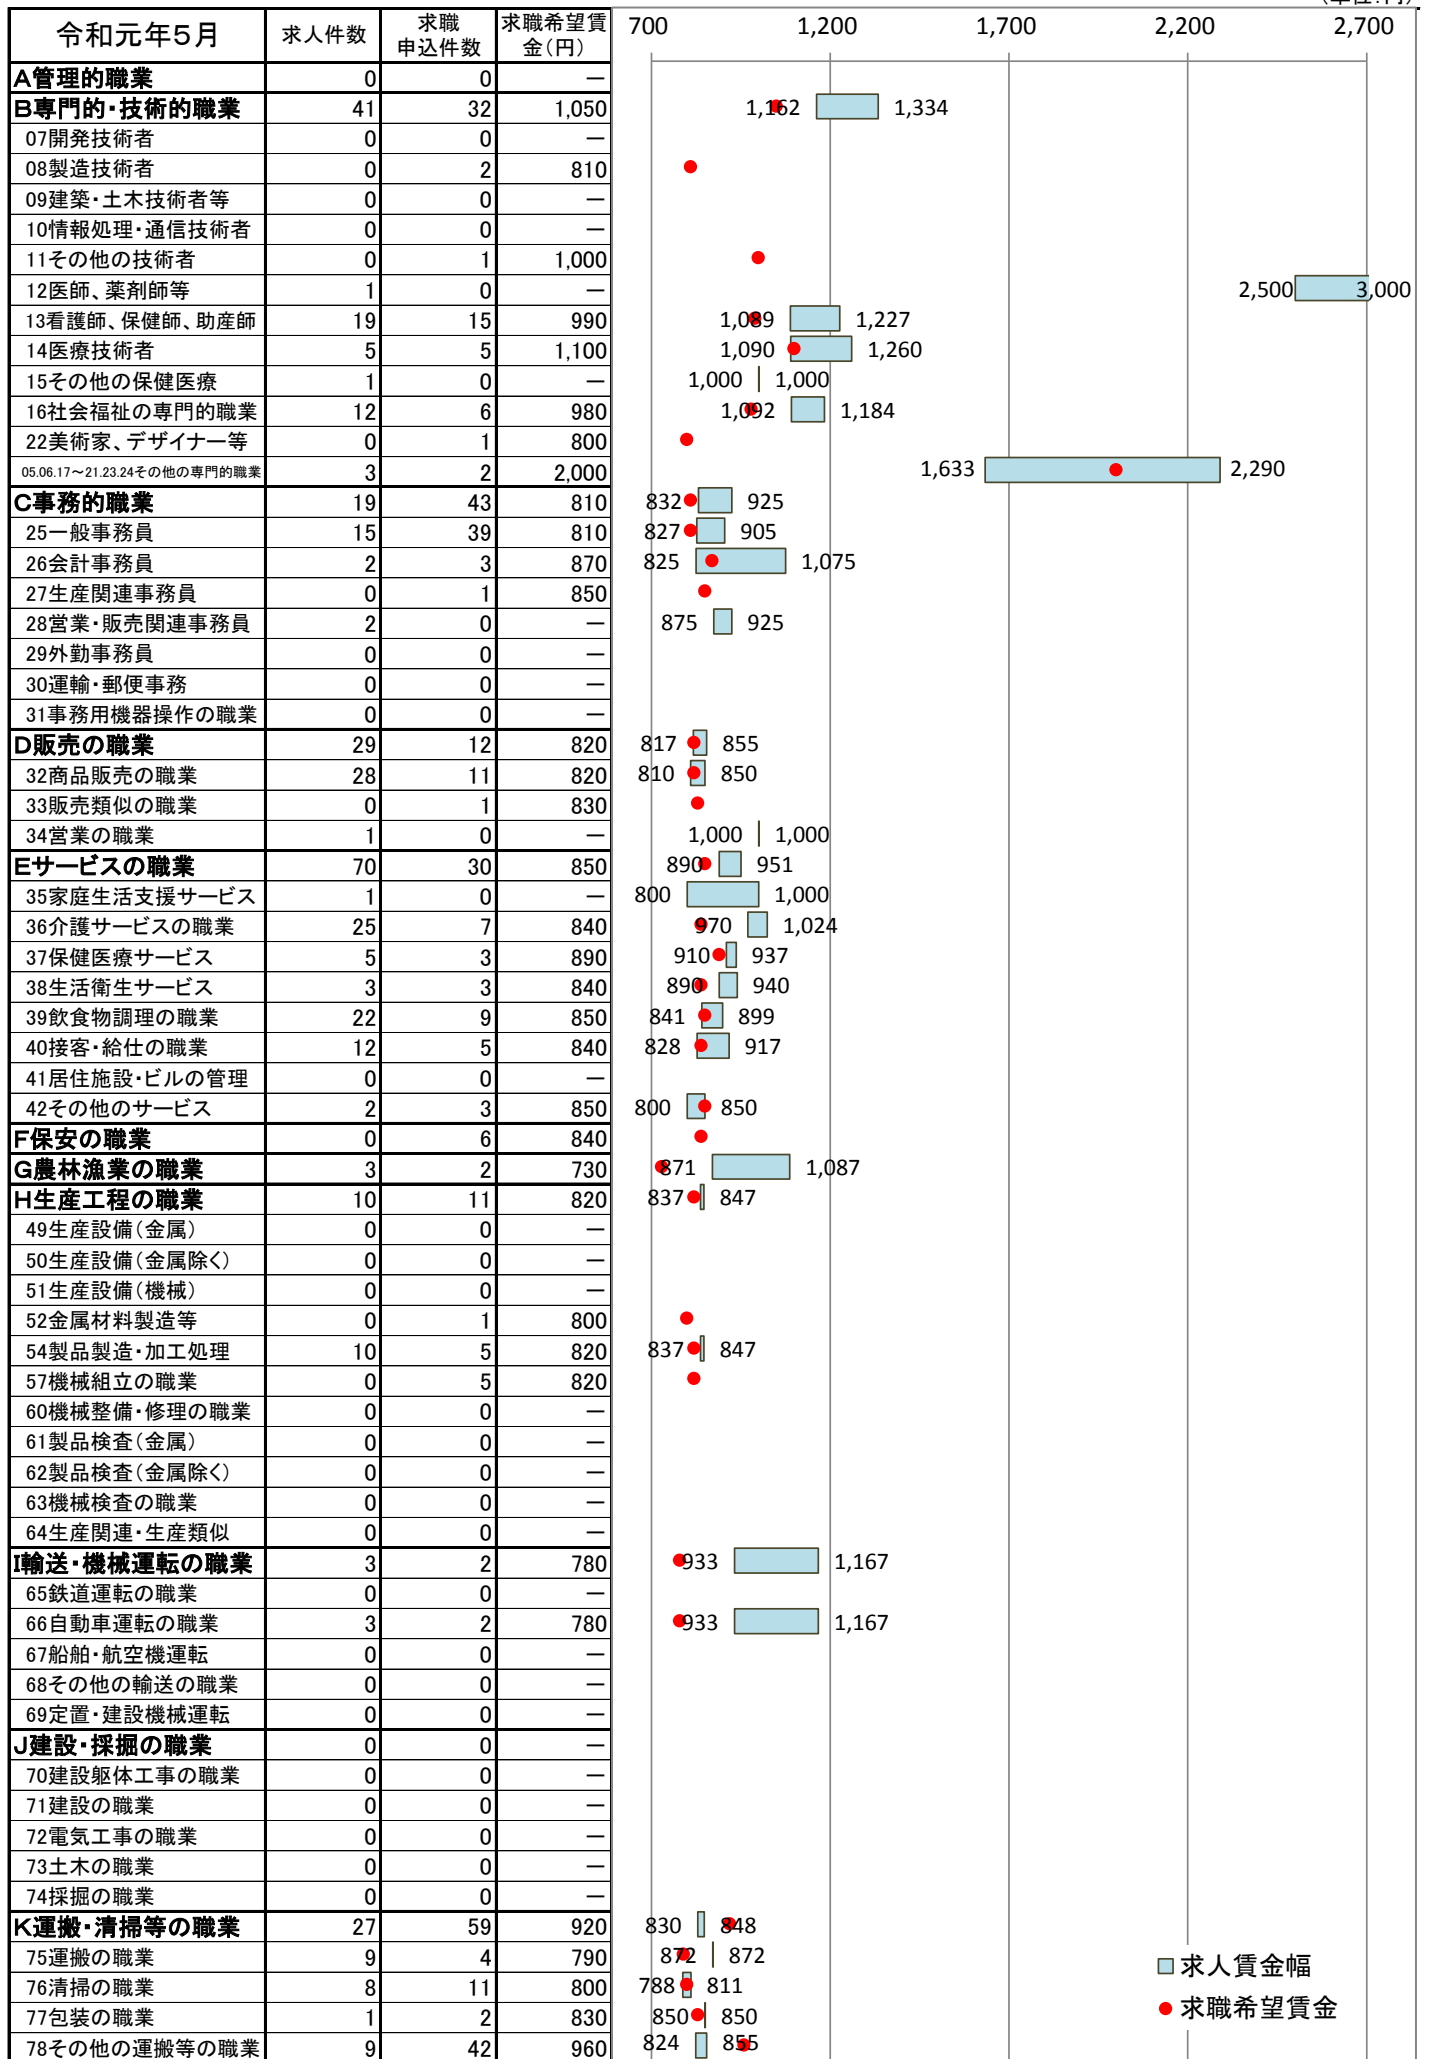 (単位:円)
令和元年5月 求人件数 求職申込件数 求職希望賃金(円) 700 1,200 1,700 2,200 2,700
A管理的職業 0 0 －
B専門的・技術的職業 41 32 1,050 1,162 1,334
07開発技術者 0 0 －
08製造技術者 0 2 810
09建築・土木技術者等 0 0 －
10情報処理・通信技術者 0 0 －
11その他の技術者 0 1 1,000
12医師、薬剤師等 1 0 － 2,500 3,000
13看護師、保健師、助産師 19 15 990 1,089 1,227
14医療技術者 5 5 1,100 1,090 1,260
15その他の保健医療 1 0 － 1,000 1,000
16社会福祉の専門的職業 12 6 980 1,092 1,184
22美術家、デザイナー等 0 1 800
05.06.17～21.23.24その他の専門的職業 3 2 2,000 1,633 2,290
C事務的職業 19 43 810 832 925
25一般事務員 15 39 810 827 905
26会計事務員 2 3 870 825 1,075
27生産関連事務員 0 1 850
28営業・販売関連事務員 2 0 － 875 925
29外勤事務員 0 0 －
30運輸・郵便事務 0 0 －
31事務用機器操作の職業 0 0 －
D販売の職業 29 12 820 817 855
32商品販売の職業 28 11 820 810 850
33販売類似の職業 0 1 830
34営業の職業 1 0 － 1,000 1,000
Eサービスの職業 70 30 850 890 951
35家庭生活支援サービス 1 0 － 800 1,000
36介護サービスの職業 25 7 840 970 1,024
37保健医療サービス 5 3 890 910 937
38生活衛生サービス 3 3 840 890 940
39飲食物調理の職業 22 9 850 841 899
40接客・給仕の職業 12 5 840 828 917
41居住施設・ビルの管理 0 0 －
42その他のサービス 2 3 850 800 850
F保安の職業 0 6 840
G農林漁業の職業 3 2 730 871 1,087
H生産工程の職業 10 11 820 837 847
49生産設備(金属) 0 0 －
50生産設備(金属除く) 0 0 －
51生産設備(機械) 0 0 －
52金属材料製造等 0 1 800
54製品製造・加工処理 10 5 820 837 847
57機械組立の職業 0 5 820
60機械整備・修理の職業 0 0 －
61製品検査(金属) 0 0 －
62製品検査(金属除く) 0 0 －
63機械検査の職業 0 0 －
64生産関連・生産類似 0 0 －
I輸送・機械運転の職業 3 2 780 933 1,167
65鉄道運転の職業 0 0 －
66自動車運転の職業 3 2 780 933 1,167
67船舶・航空機運転 0 0 －
68その他の輸送の職業 0 0 －
69定置・建設機械運転 0 0 －
J建設・採掘の職業 0 0 －
70建設躯体工事の職業 0 0 －
71建設の職業 0 0 －
72電気工事の職業 0 0 －
73土木の職業 0 0 －
74採掘の職業 0 0 －
K運搬・清掃等の職業 27 59 920 830 848
75運搬の職業 9 4 790 872 872
76清掃の職業 8 11 800 788 811
77包装の職業 1 2 830 850 850
78その他の運搬等の職業 9 42 960 824 855
求人賃金幅
求職希望賃金